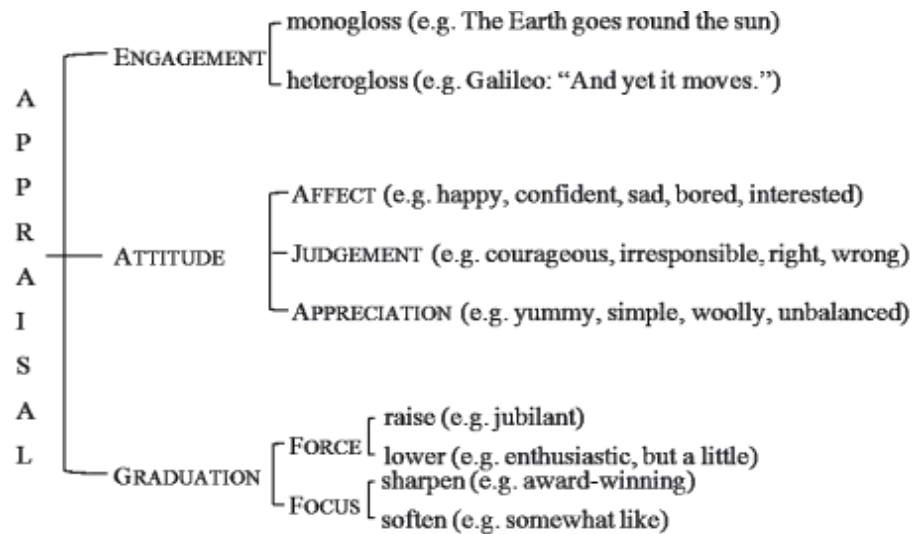 APPRAISAL
ENGAGEMENT
monogloss (e.g. The Earth goes round the sun)
heterogloss (e.g. Galileo: “And yet it moves.”)
ATTITUDE
AFFECT (e.g. happy, confident, sad, bored, interested)
JUDGEMENT (e.g. courageous, irresponsible, right, wrong)
APPRECIATION (e.g. yummy, simple, woolly, unbalanced)
GRADUATION
FORCE
raise (e.g. jubilant)
lower (e.g. enthusiastic, but a little)
FOCUS
sharpen (e.g. award-winning)
soften (e.g. somewhat like)